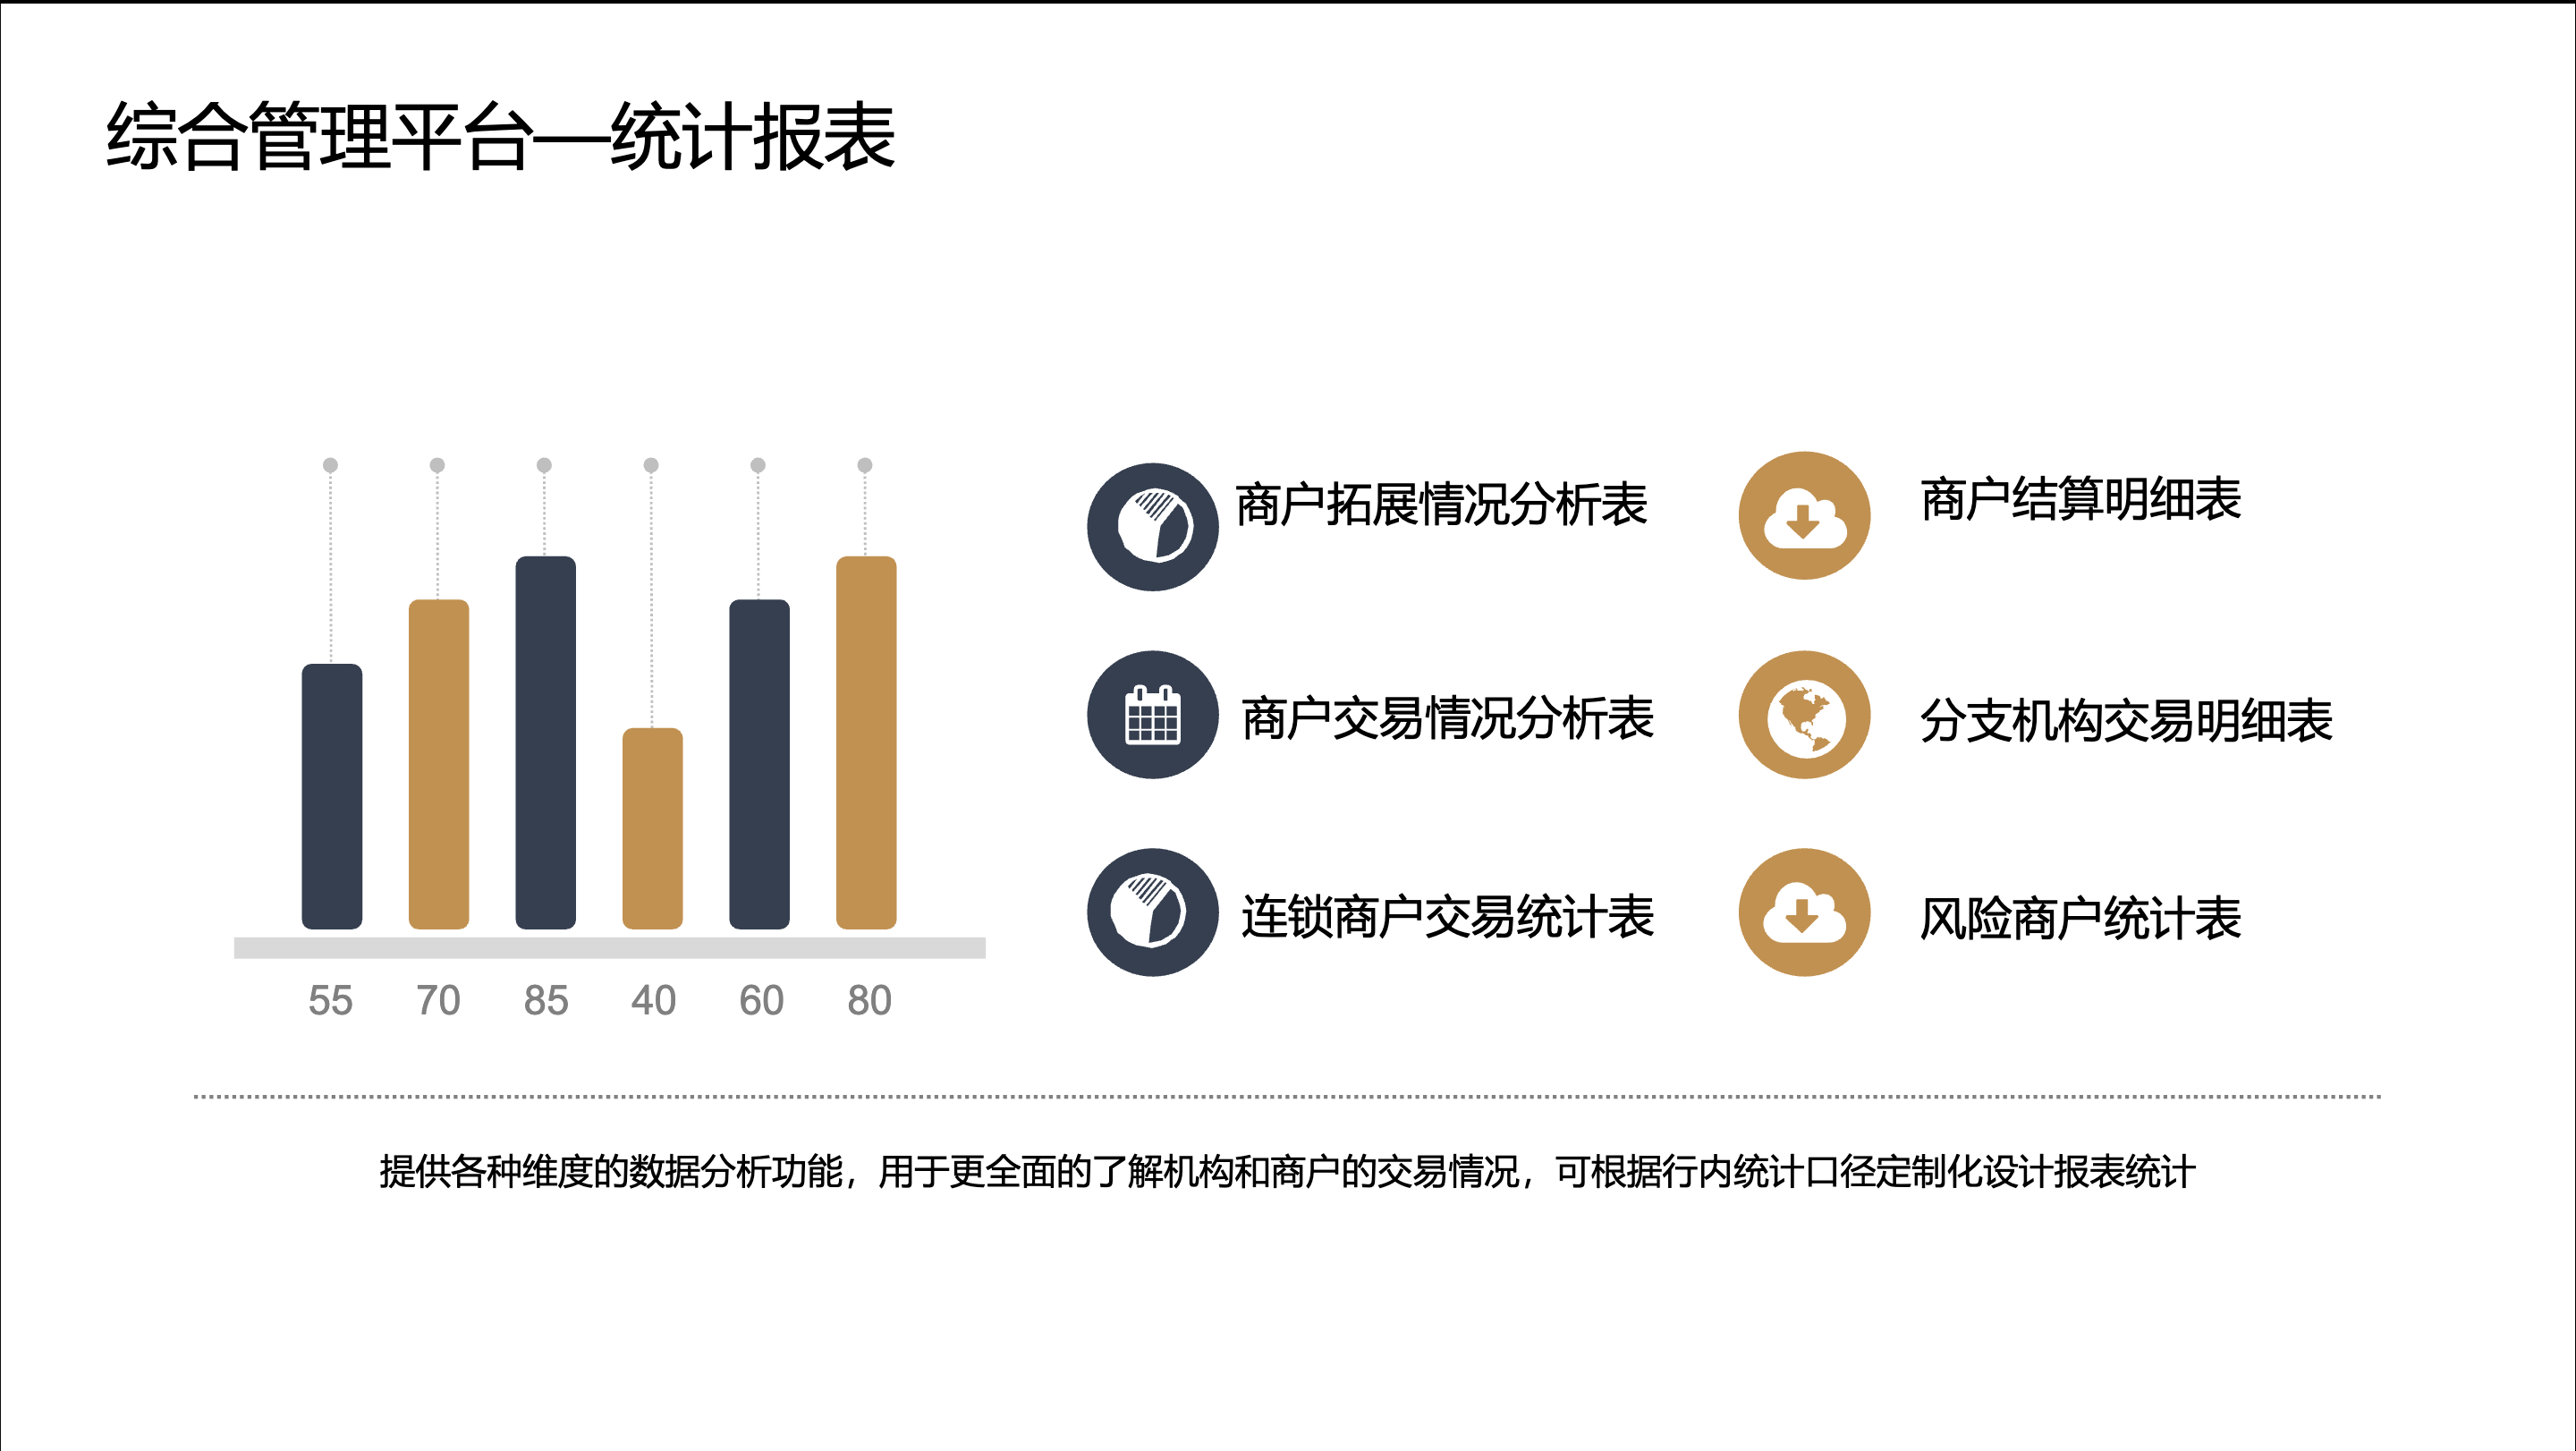 综合管理平台—统计报表
商户拓展情况分析表
商户结算明细表
商户交易情况分析表
分支机构交易明细表
连锁商户交易统计表
风险商户统计表
55 70 85 40 60 80
提供各种维度的数据分析功能，用于更全面的了解机构和商户的交易情况，可根据行内统计口径定制化设计报表统计